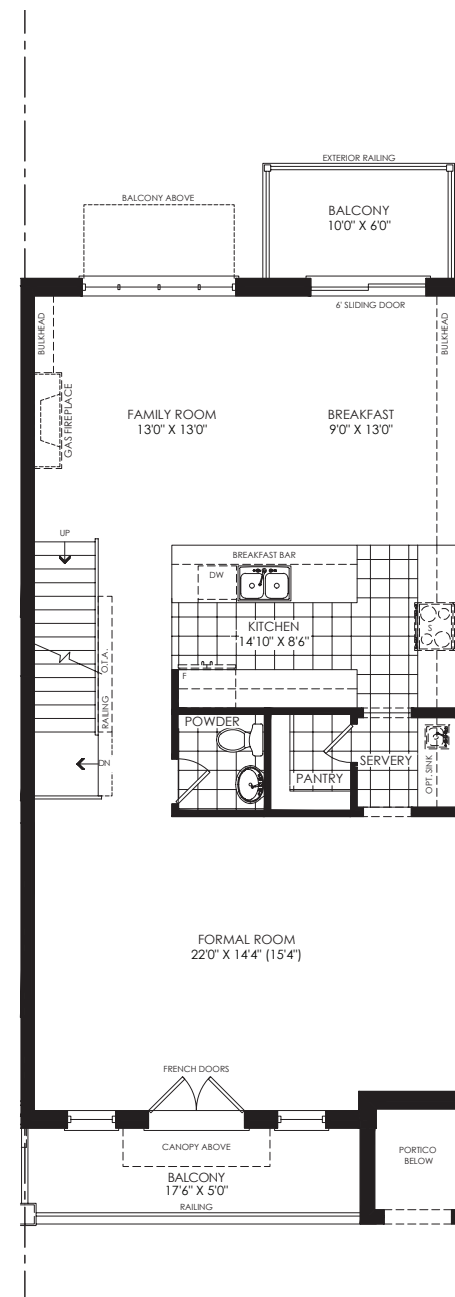 EXTERIOR RAILING
BALCONY ABOVE
BALCONY
10'0" X 6'0"
6' SLIDING DOOR
BULKHEAD
BULKHEAD
GAS FIREPLACE
FAMILY ROOM
13'0" X 13'0"
BREAKFAST
9'0" X 13'0"
UP
BREAKFAST BAR
DW
KITCHEN
14'10" X 8'6"
S
O.T.A.
F
RAILING
POWDER
DN
PANTRY
SERVERY
OPT. SINK
FORMAL ROOM
22'0" X 14'4" (15'4")
FRENCH DOORS
CANOPY ABOVE
BALCONY
17'6" X 5'0"
RAILING
PORTICO
BELOW